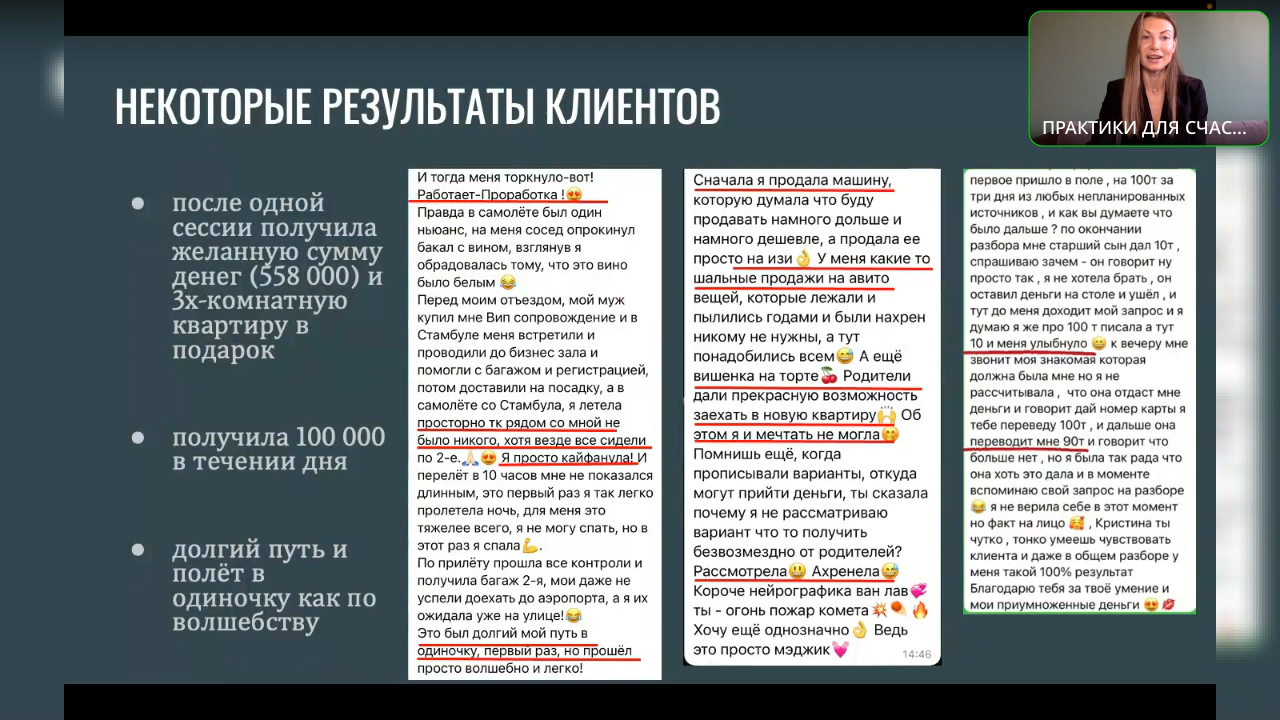 НЕКОТОРЫЕ РЕЗУЛЬТАТЫ КЛИЕНТОВ
ПРАКТИКИ ДЛЯ СЧАС...
● после одной
сессии получила
желанную сумму
денег (558 000) и
3х-комнатную
квартиру в
подарок
● получила 100 000
в течении дня
● долгий путь и
полёт в
одиночку как по
волшебству
И тогда меня торкнуло-вот!
Работает-Проработка !😍
Правда в самолёте был один
ньюанс, на меня сосед опрокинул
бакал с вином, взглянув я
обрадовалась тому, что это вино
было белым 😂
Перед моим отъездом, мой муж
купил мне Вип сопровождение и в
Стамбуле меня встретили и
проводили до бизнес зала и
помогли с багажом и регистрацией,
потом доставили на посадку, а в
самолёте со Стамбула, я летела
просторно тк рядом со мной не
было никого, хотя везде все сидели
по 2-е.🙏🏻😍 Я просто кайфанула! И
перелёт в 10 часов мне не показался
длинным, это первый раз я так легко
пролетела ночь, для меня это
тяжелее всего, я не могу спать, но в
этот раз я спала💪.
По прилёту прошла все контроли и
получила багаж 2-я, мои даже не
успели доехать до аэропорта, а я их
ожидала уже на улице!😂
Это был долгий мой путь в
одиночку, первый раз, но прошёл
просто волшебно и легко!
Сначала я продала машину,
которую думала что буду
продавать намного дольше и
намного дешевле, а продала ее
просто на изи👌 У меня какие то
шальные продажи на авито
вещей, которые лежали и
пылились годами и были нахрен
никому не нужны, а тут
понадобились всем😅 А ещё
вишенка на торте🍒 Родители
дали прекрасную возможность
заехать в новую квартиру🙌 Об
этом я и мечтать не могла🤭
Помнишь ещё, когда
прописывали варианты, откуда
могут прийти деньги, ты сказала
почему я не рассматриваю
вариант что то получить
безвозмездно от родителей?
Рассмотрела😃 Ахренела😅
Короче нейрографика ван лав💞
ты - огонь пожар комета💥☄️🔥
Хочу ещё однозначно👌 Ведь
это просто мэджик💓
14:46
первое пришло в поле , на 100т за
три дня из любых непланированных
источников , и как вы думаете что
было дальше ? по окончании
разбора мне старший сын дал 10т ,
спрашиваю зачем - он говорит ну
просто так , я не хотела брать , он
оставил деньги на столе и ушёл , и
тут до меня доходит мой запрос и я
думаю я же про 100 т писала а тут
10 и меня улыбнуло 😄 к вечеру мне
звонит моя знакомая которая
должна была мне но я не
рассчитывала , что она отдаст мне
деньги и говорит дай номер карты я
тебе переведу 100т , и дальше она
переводит мне 90т и говорит что
больше нет , но я была так рада что
она хоть это дала и в моменте
вспоминаю свой запрос на разборе
😂 я не верила себе в этот момент
но факт на лицо 🥰 , Кристина ты
чутко , тонко умеешь чувствовать
клиента и даже в общем разборе у
меня такой 100% результат
Благодарю тебя за твоё умение и
мои приумноженные деньги 😍💋